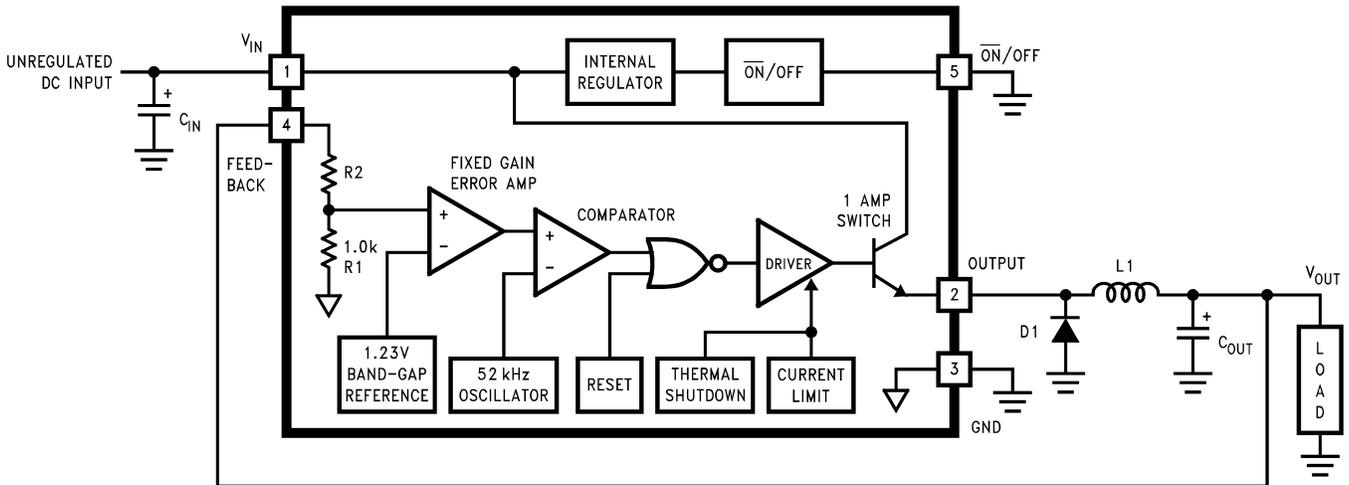 UNREGULATED
DC INPUT
+
C_IN
V_IN
1
4
FEED-
BACK
R2
1.0k
R1
INTERNAL
REGULATOR
O̅N̅/OFF
5
O̅N̅/OFF
FIXED GAIN
ERROR AMP
+
−
COMPARATOR
+
−
DRIVER
1 AMP
SWITCH
1.23V
BAND-GAP
REFERENCE
52 kHz
OSCILLATOR
RESET
THERMAL
SHUTDOWN
CURRENT
LIMIT
OUTPUT
2
3
GND
D1
L1
+
C_OUT
V_OUT
LOAD